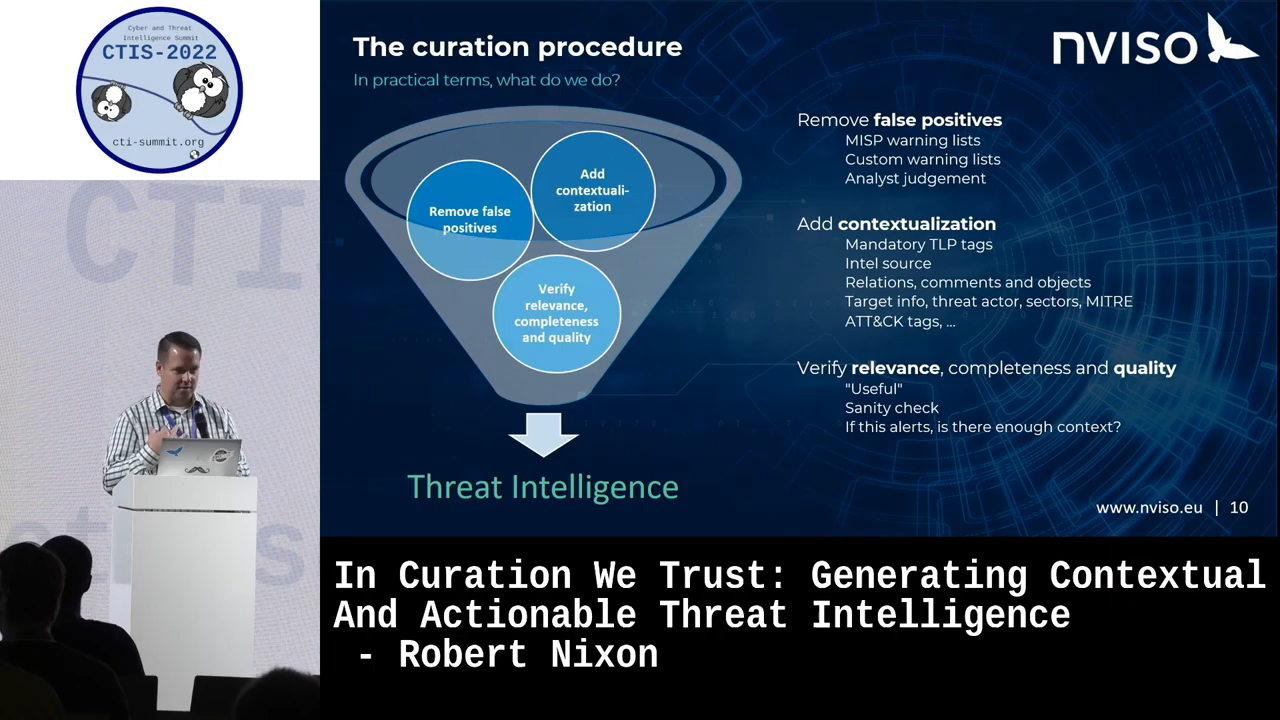 Cyber and Threat
Intelligence Summit
CTIS-2022
cti-summit.org
The curation procedure
In practical terms, what do we do?
nviso
Remove false
positives
Add
contextuali-
zation
Verify
relevance,
completeness
and quality
Threat Intelligence
Remove false positives
MISP warning lists
Custom warning lists
Analyst judgement
Add contextualization
Mandatory TLP tags
Intel source
Relations, comments and objects
Target info, threat actor, sectors, MITRE
ATT&CK tags, ...
Verify relevance, completeness and quality
"Useful"
Sanity check
If this alerts, is there enough context?
www.nviso.eu | 10
CTIS
In Curation We Trust: Generating Contextual
And Actionable Threat Intelligence
- Robert Nixon